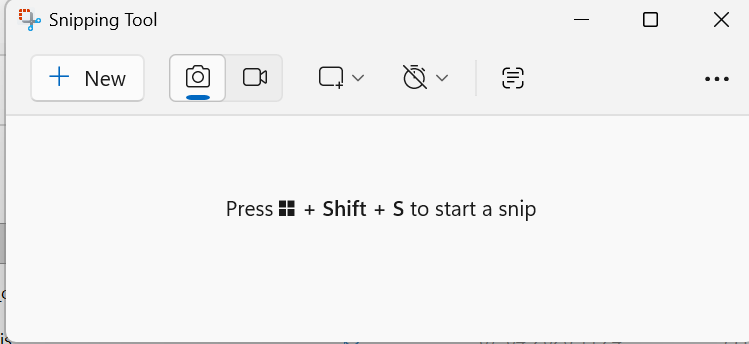 Snipping Tool
New
Press + Shift + S to start a snip